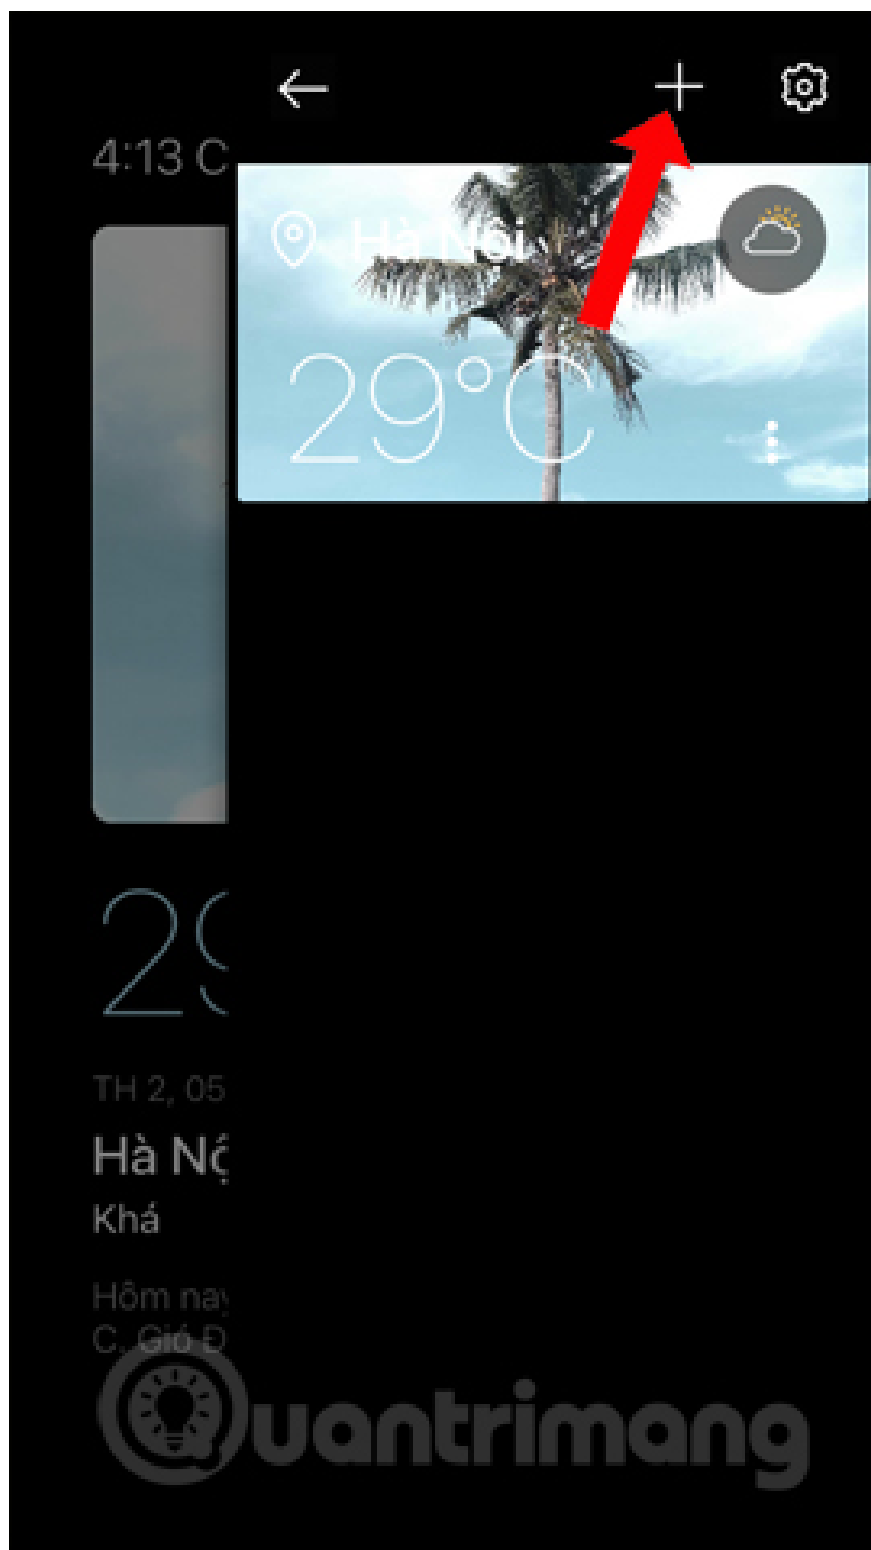 4:13 C
Hà Nội
29°C
29
TH 2, 05
Hà Nộ
Khá
Hôm nay
C. Gió Đ
Quantrimang